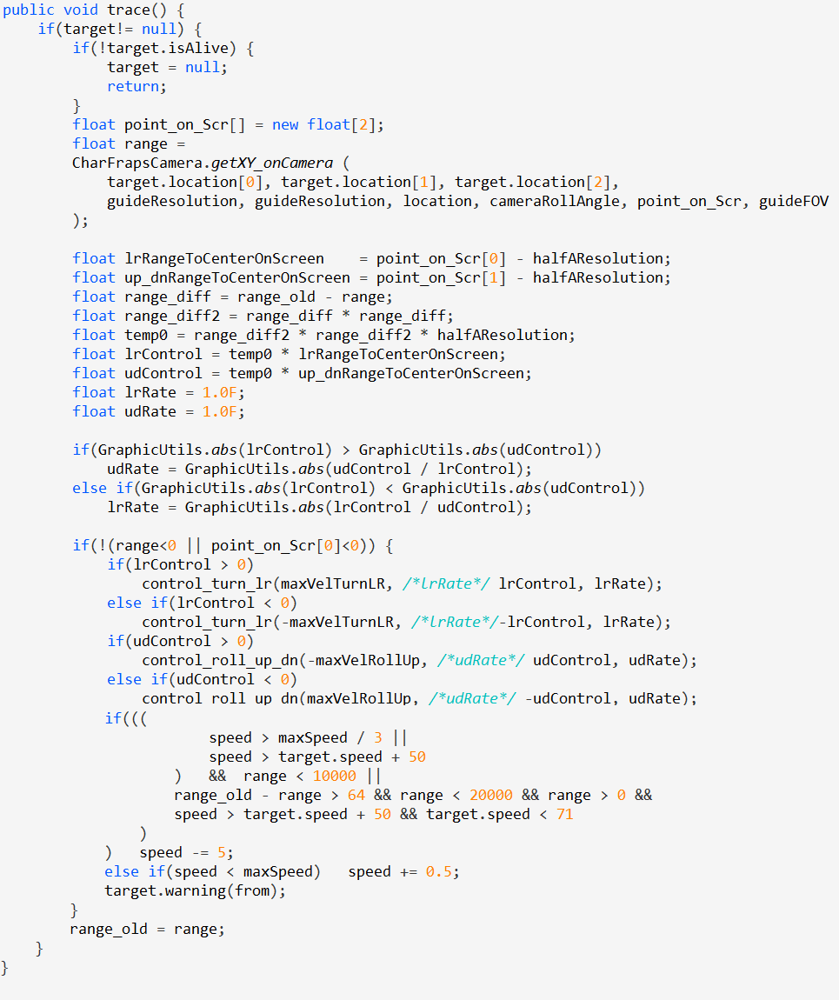 public void trace() {
    if(target!= null) {
        if(!target.isAlive) {
            target = null;
            return;
        }
        float point_on_Scr[] = new float[2];
        float range =
        CharFrapsCamera.getXY_onCamera (
            target.location[0], target.location[1], target.location[2],
            guideResolution, guideResolution, location, cameraRollAngle, point_on_Scr, guideFOV
        );

        float lrRangeToCenterOnScreen    = point_on_Scr[0] - halfAResolution;
        float up_dnRangeToCenterOnScreen = point_on_Scr[1] - halfAResolution;
        float range_diff = range_old - range;
        float range_diff2 = range_diff * range_diff;
        float temp0 = range_diff2 * range_diff2 * halfAResolution;
        float lrControl = temp0 * lrRangeToCenterOnScreen;
        float udControl = temp0 * up_dnRangeToCenterOnScreen;
        float lrRate = 1.0F;
        float udRate = 1.0F;

        if(GraphicUtils.abs(lrControl) > GraphicUtils.abs(udControl))
            udRate = GraphicUtils.abs(udControl / lrControl);
        else if(GraphicUtils.abs(lrControl) < GraphicUtils.abs(udControl))
            lrRate = GraphicUtils.abs(lrControl / udControl);

        if(!(range<0 || point_on_Scr[0]<0)) {
            if(lrControl > 0)
                control_turn_lr(maxVelTurnLR, /*lrRate*/ lrControl, lrRate);
            else if(lrControl < 0)
                control_turn_lr(-maxVelTurnLR, /*lrRate*/-lrControl, lrRate);
            if(udControl > 0)
                control_roll_up_dn(-maxVelRollUp, /*udRate*/ udControl, udRate);
            else if(udControl < 0)
                control roll up dn(maxVelRollUp, /*udRate*/ -udControl, udRate);
            if(((
                        speed > maxSpeed / 3 ||
                        speed > target.speed + 50
                    )   &&  range < 10000 ||
                    range_old - range > 64 && range < 20000 && range > 0 &&
                    speed > target.speed + 50 && target.speed < 71
                )
            )   speed -= 5;
            else if(speed < maxSpeed)   speed += 0.5;
            target.warning(from);
        }
        range_old = range;
    }
}